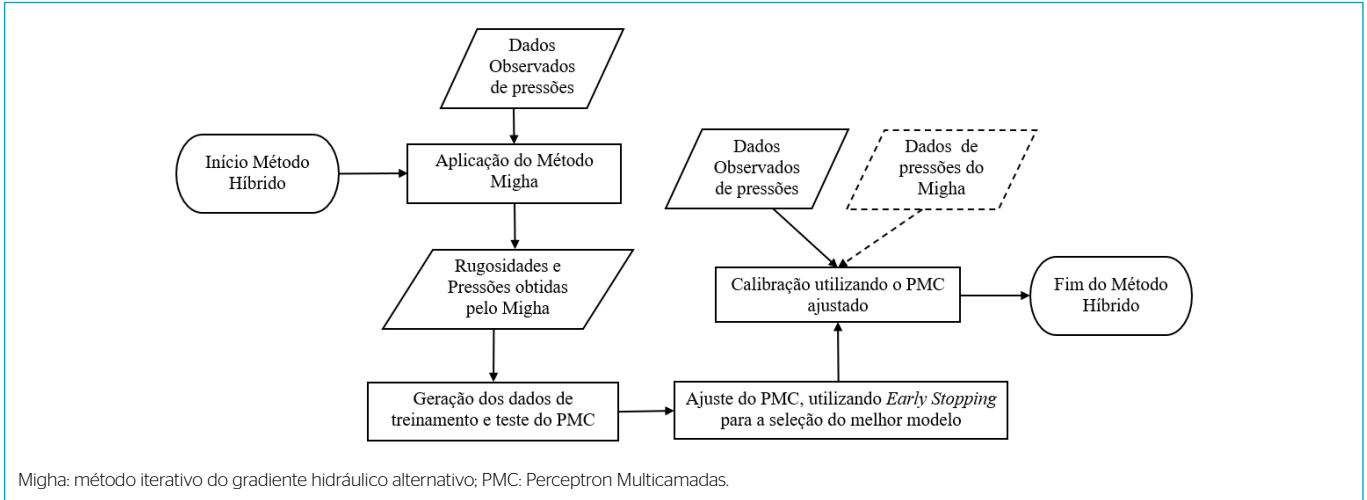 Dados
Observados
de pressões
Início Método
Híbrido
Aplicação do Método
Migha
Rugosidades e
Pressões obtidas
pelo Migha
Geração dos dados de
treinamento e teste do PMC
Ajuste do PMC, utilizando Early Stopping
para a seleção do melhor modelo
Dados
Observados
de pressões
Dados de
pressões do
Migha
Calibração utilizando o PMC
ajustado
Fim do Método
Híbrido
Migha: método iterativo do gradiente hidráulico alternativo; PMC: Perceptron Multicamadas.